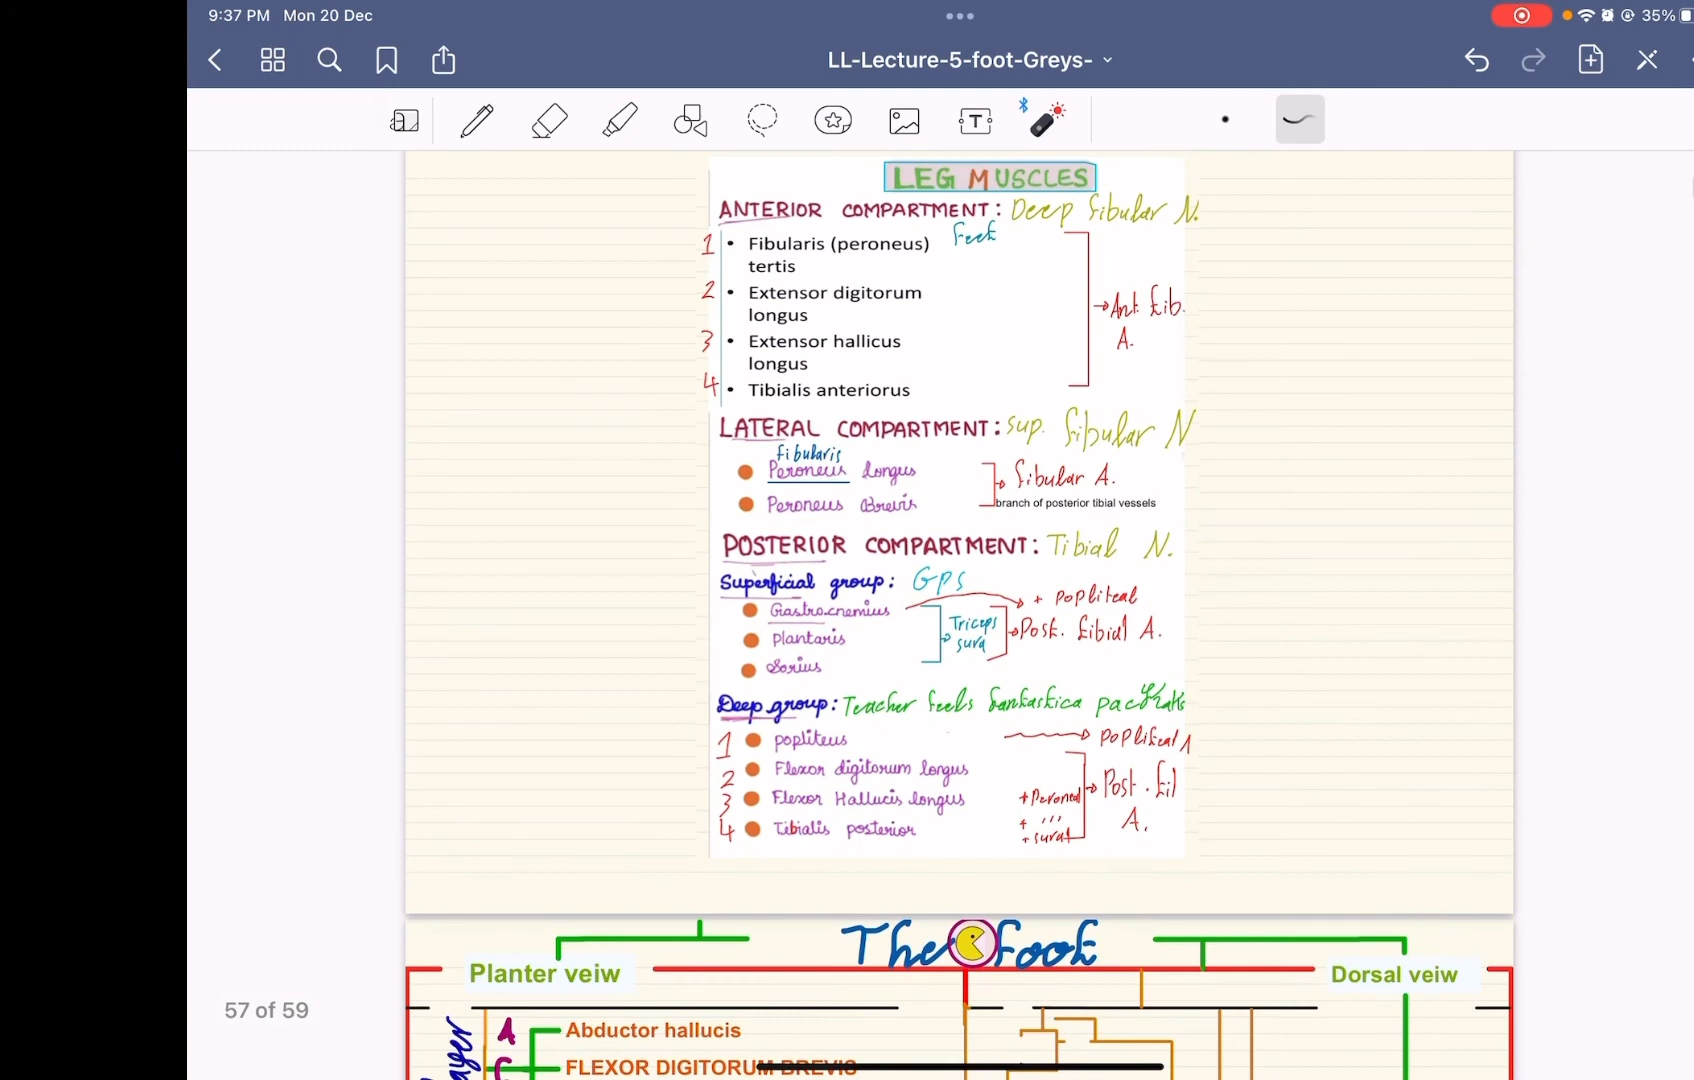 9:37 PM Mon 20 Dec
35%
LL-Lecture-5-foot-Greys-
LEG MUSCLES
ANTERIOR COMPARTMENT: Deep fibular N.
Feet
1 • Fibularis (peroneus)
tertis
2 • Extensor digitorum
longus
3 • Extensor hallicus
longus
4 • Tibialis anteriorus
→ Ant. tib.
A.
LATERAL COMPARTMENT: sup. fibular N
fibularis
Peroneus longus
Peroneus Brevis
→ fibular A.
branch of posterior tibial vessels
POSTERIOR COMPARTMENT: Tibial N.
Superficial group: GPS
Gastrocnemius
Plantaris
Sorius
Triceps
sura
+ popliteal
→ Post. tibial A.
Deep group: Teacher feels fantastica
1 popliteus → popliteal A
2 Flexor digitorum longus
3 Flexor Hallucis longus
4 Tibialis posterior
+ Peroneal
+ sural
→ Post. til
A.
The foot
Planter veiw
Dorsal veiw
57 of 59
A Abductor hallucis
FLEXOR DIGITORUM BREVIS